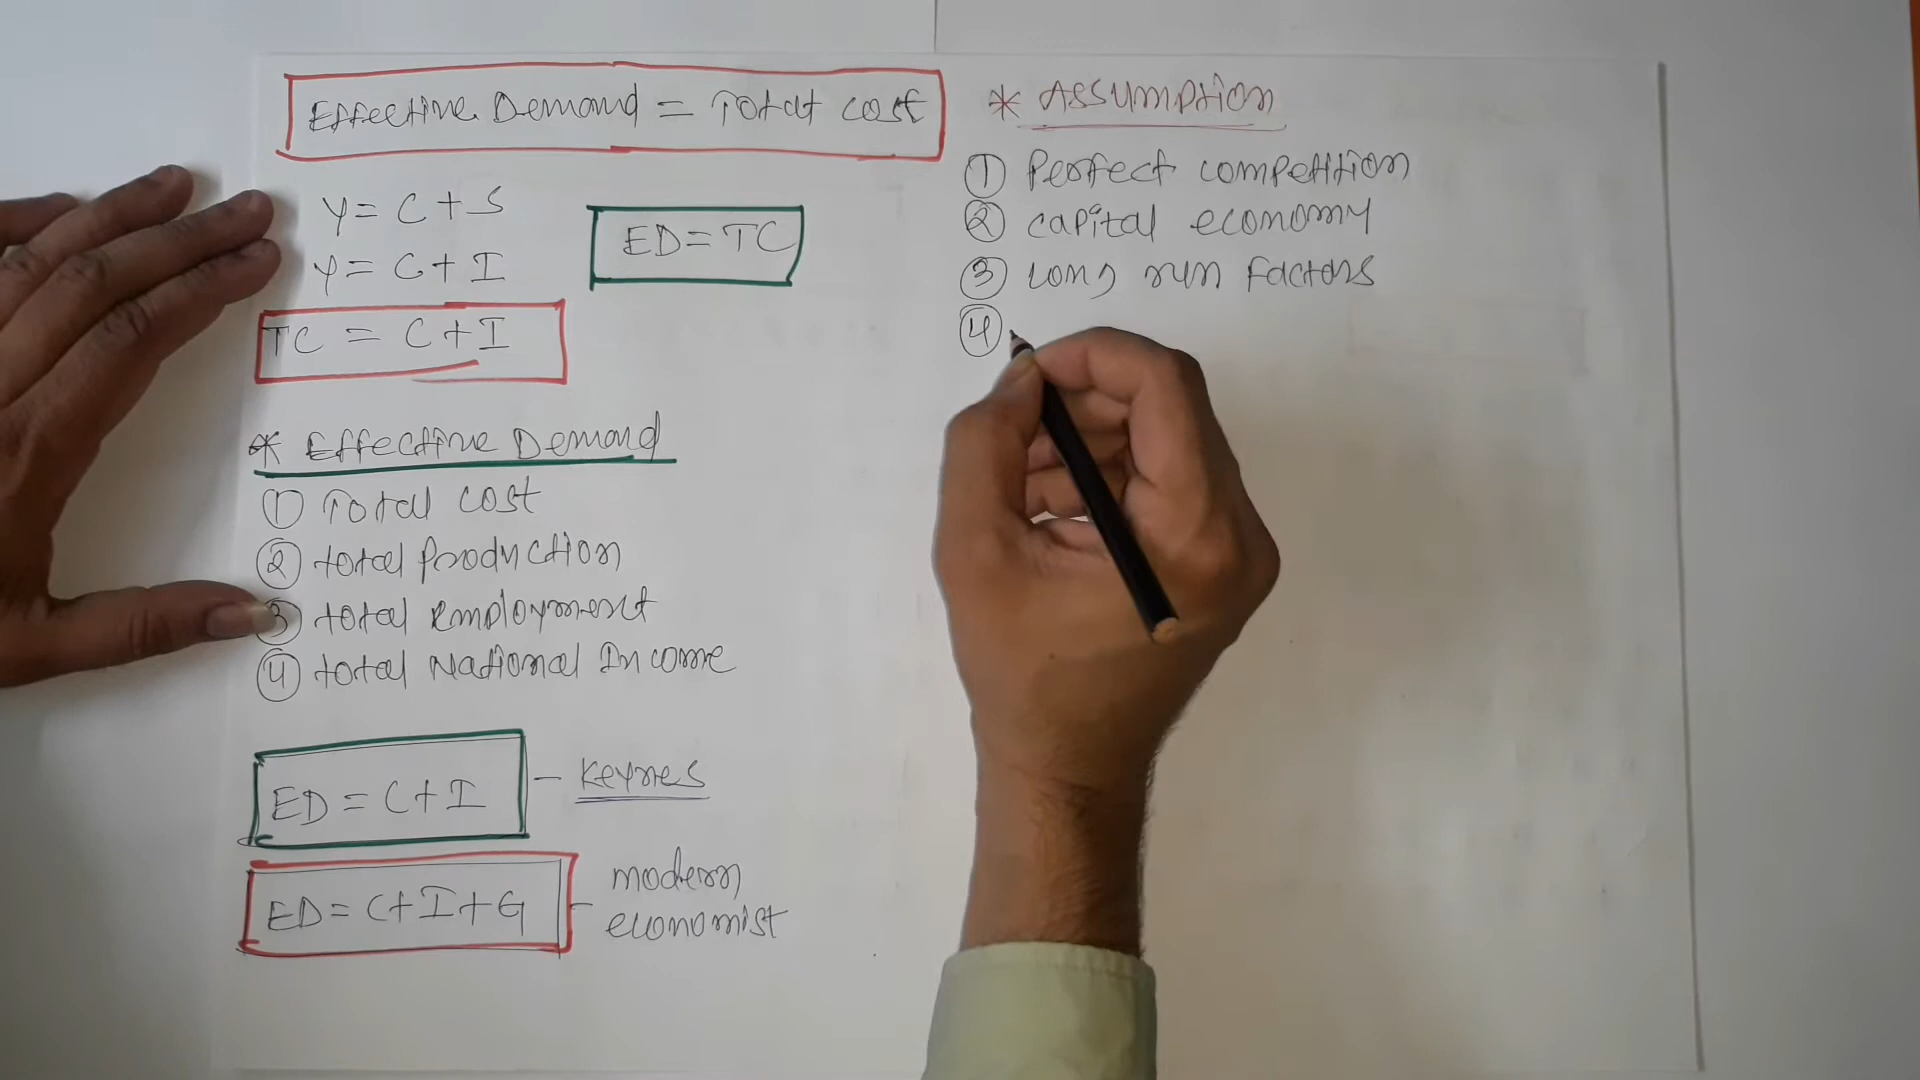 Effective Demand = Total cost
Y = C + S
Y = C + I
ED = TC
TC = C + I
* Effective Demand
① Total cost
② total production
③ total Employment
④ total National Income
ED = C + I - Keynes
ED = C + I + G - modern
economist
* Assumption
① Perfect competition
② capital economy
③ Long run factors
④